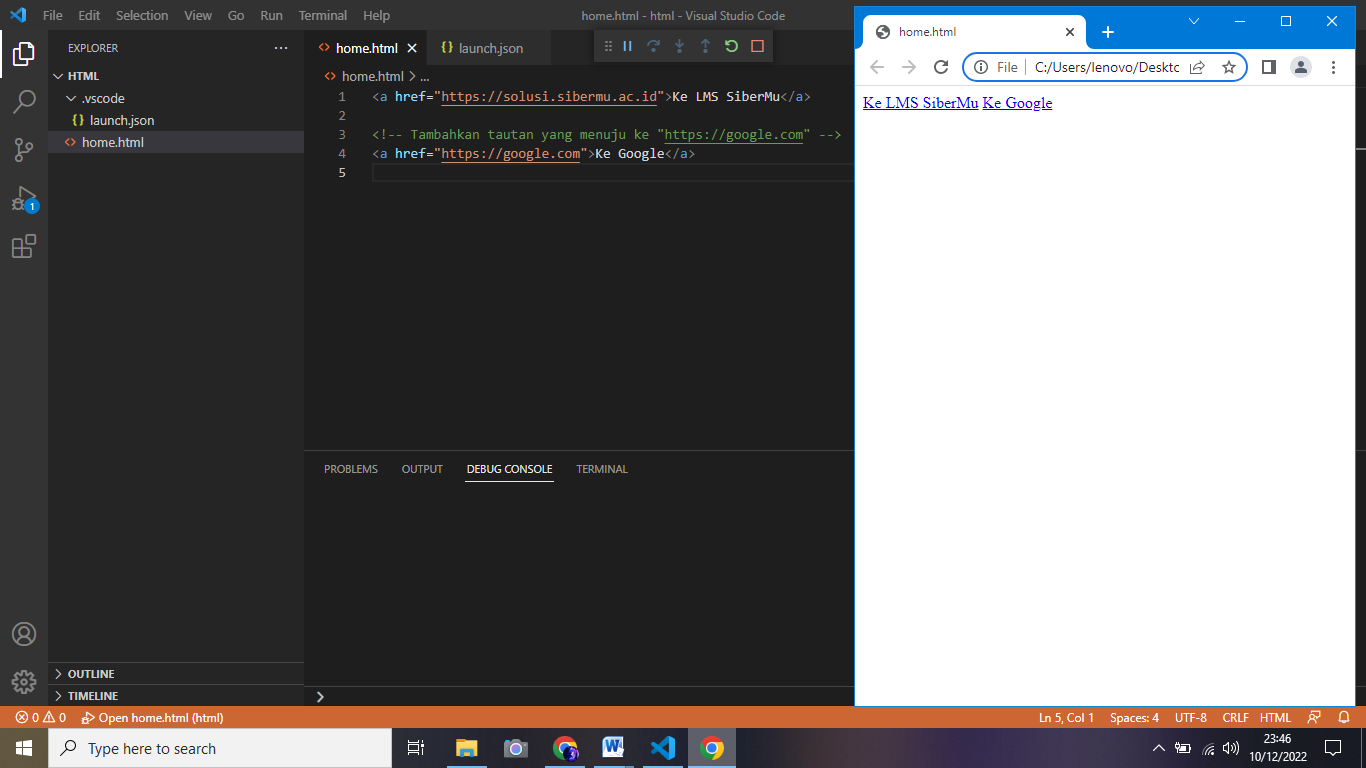 File Edit Selection View Go Run Terminal Help
home.html - html - Visual Studio Code
EXPLORER
HTML
.vscode
launch.json
home.html
1
OUTLINE
TIMELINE
home.html launch.json
home.html > ...
1 <a href="https://solusi.sibermu.ac.id">Ke LMS SiberMu</a>
2
3 <!-- Tambahkan tautan yang menuju ke "https://google.com" -->
4 <a href="https://google.com">Ke Google</a>
5
PROBLEMS OUTPUT DEBUG CONSOLE TERMINAL
home.html
File C:/Users/lenovo/Deskto
Ke LMS SiberMu Ke Google
0 0 Open home.html (html) Ln 5, Col 1 Spaces: 4 UTF-8 CRLF HTML
Type here to search
23:46
10/12/2022